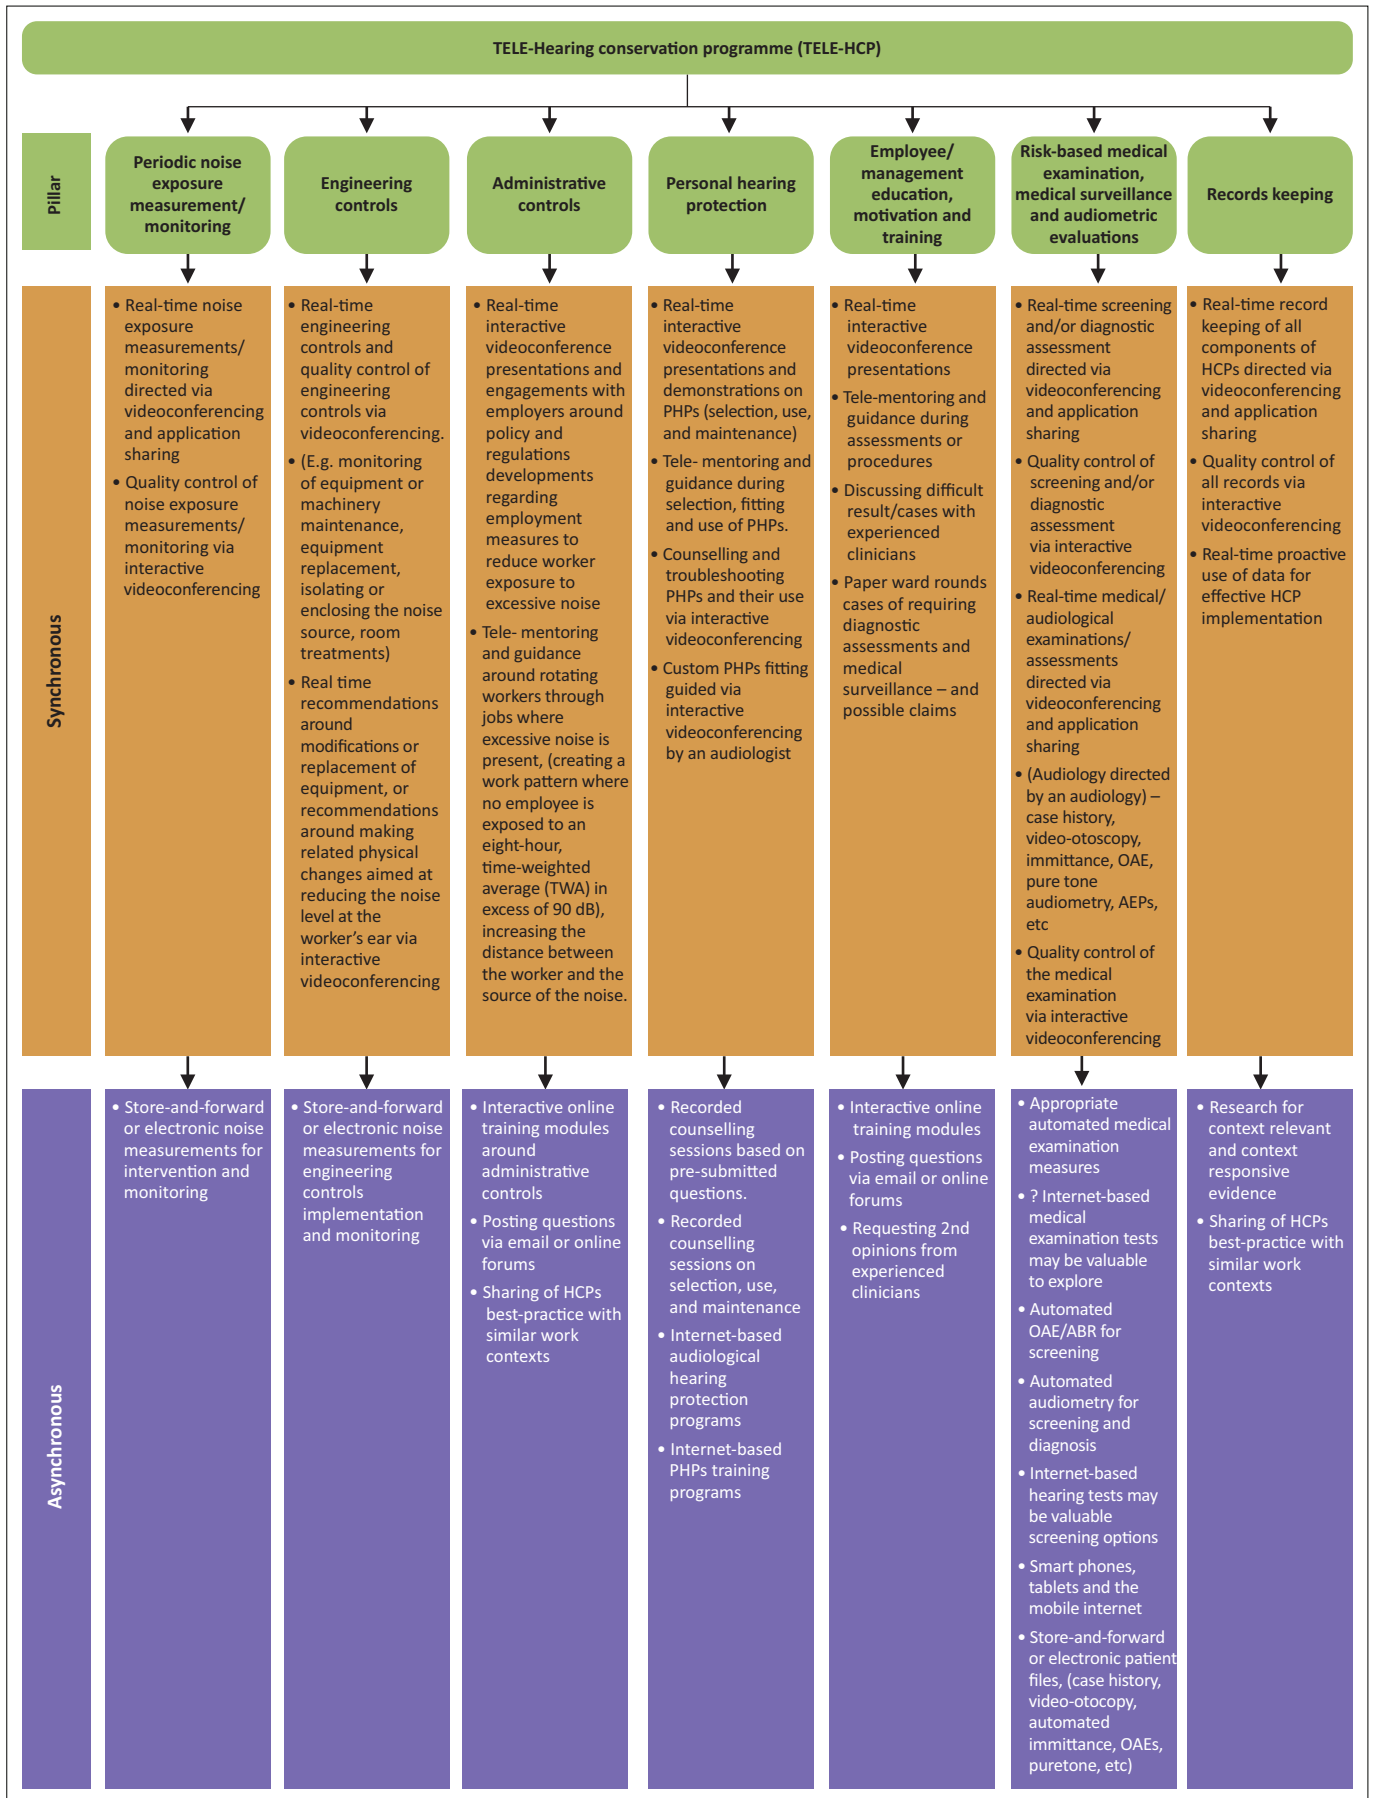 TELE-Hearing conservation programme (TELE-HCP)
Pillar
Periodic noise
exposure
measurement/
monitoring
Engineering
controls
Administrative
controls
Personal hearing
protection
Employee/
management
education,
motivation and
training
Risk-based medical
examination,
medical surveillance
and audiometric
evaluations
Records keeping
Synchronous
• Real-time noise
exposure
measurements/
monitoring
directed via
videoconferencing
and application
sharing
• Quality control of
noise exposure
measurements/
monitoring via
interactive
videoconferencing
• Real-time
engineering
controls and
quality control of
engineering
controls via
videoconferencing.
• (E.g. monitoring
of equipment or
machinery
maintenance,
equipment
replacement,
isolating or
enclosing the noise
source, room
treatments)
• Real time
recommendations
around
modifications or
replacement of
equipment, or
recommendations
around making
related physical
changes aimed at
reducing the noise
level at the
worker's ear via
interactive
videoconferencing
• Real-time
interactive
videoconference
presentations and
engagements with
employers around
policy and
regulations
developments
regarding
employment
measures to
reduce worker
exposure to
excessive noise
• Tele- mentoring
and guidance
around rotating
workers through
jobs where
excessive noise is
present, (creating a
work pattern where
no employee is
exposed to an
eight-hour,
time-weighted
average (TWA) in
excess of 90 dB),
increasing the
distance between
the worker and the
source of the noise.
• Real-time
interactive
videoconference
presentations and
demonstrations on
PHPs (selection, use,
and maintenance)
• Tele- mentoring and
guidance during
selection, fitting
and use of PHPs.
• Counselling and
troubleshooting
PHPs and their use
via interactive
videoconferencing
• Custom PHPs fitting
guided via
interactive
videoconferencing
by an audiologist
• Real-time
interactive
videoconference
presentations
• Tele-mentoring and
guidance during
assessments or
procedures
• Discussing difficult
result/cases with
experienced
clinicians
• Paper ward rounds
cases of requiring
diagnostic
assessments and
medical
surveillance – and
possible claims
• Real-time screening
and/or diagnostic
assessment
directed via
videoconferencing
and application
sharing
• Quality control of
screening and/or
diagnostic
assessment
via interactive
videoconferencing
• Real-time medical/
audiological
examinations/
assessments
directed via
videoconferencing
and application
sharing
• (Audiology directed
by an audiology) –
case history,
video-otoscopy,
immittance, OAE,
pure tone
audiometry, AEPs,
etc
• Quality control of
the medical
examination
via interactive
videoconferencing
• Real-time record
keeping of all
components of
HCPs directed via
videoconferencing
and application
sharing
• Quality control of
all records via
interactive
videoconferencing
• Real-time proactive
use of data for
effective HCP
implementation
Asynchronous
• Store-and-forward
or electronic noise
measurements for
intervention and
monitoring
• Store-and-forward
or electronic noise
measurements for
engineering
controls
implementation
and monitoring
• Interactive online
training modules
around
administrative
controls
• Posting questions
via email or online
forums
• Sharing of HCPs
best-practice with
similar work
contexts
• Recorded
counselling
sessions based on
pre-submitted
questions.
• Recorded
counselling
sessions on
selection, use,
and maintenance
• Internet-based
audiological
hearing
protection
programs
• Internet-based
PHPs training
programs
• Interactive online
training modules
• Posting questions
via email or online
forums
• Requesting 2nd
opinions from
experienced
clinicians
• Appropriate
automated medical
examination
measures
• ? Internet-based
medical
examination tests
may be valuable
to explore
• Automated
OAE/ABR for
screening
• Automated
audiometry for
screening and
diagnosis
• Internet-based
hearing tests may
be valuable
screening options
• Smart phones,
tablets and the
mobile internet
• Store-and-forward
or electronic patient
files, (case history,
video-otocopy,
automated
immittance, OAEs,
puretone, etc)
• Research for
context relevant
and context
responsive
evidence
• Sharing of HCPs
best-practice with
similar work
contexts